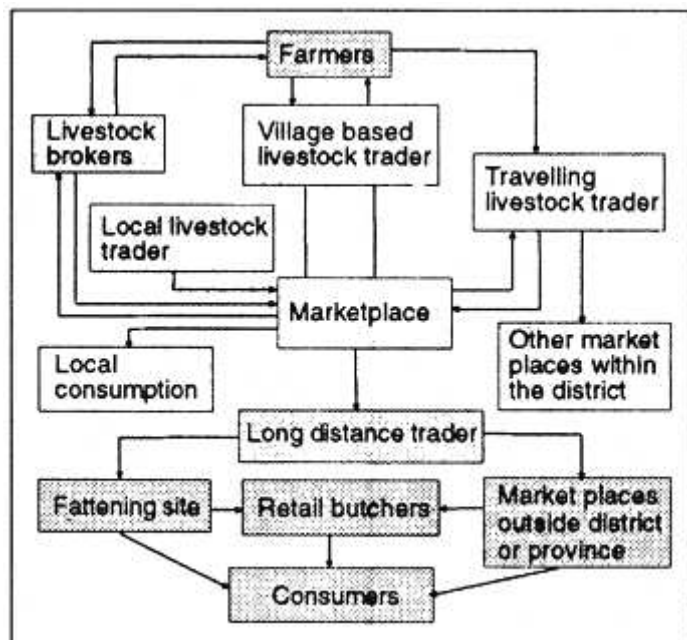 Farmers
Livestock
brokers
Village based
livestock trader
Travelling
livestock trader
Local livestock
trader
Marketplace
Local
consumption
Other market
places within
the district
Long distance trader
Fattening site
Retail butchers
Market places
outside district
or province
Consumers